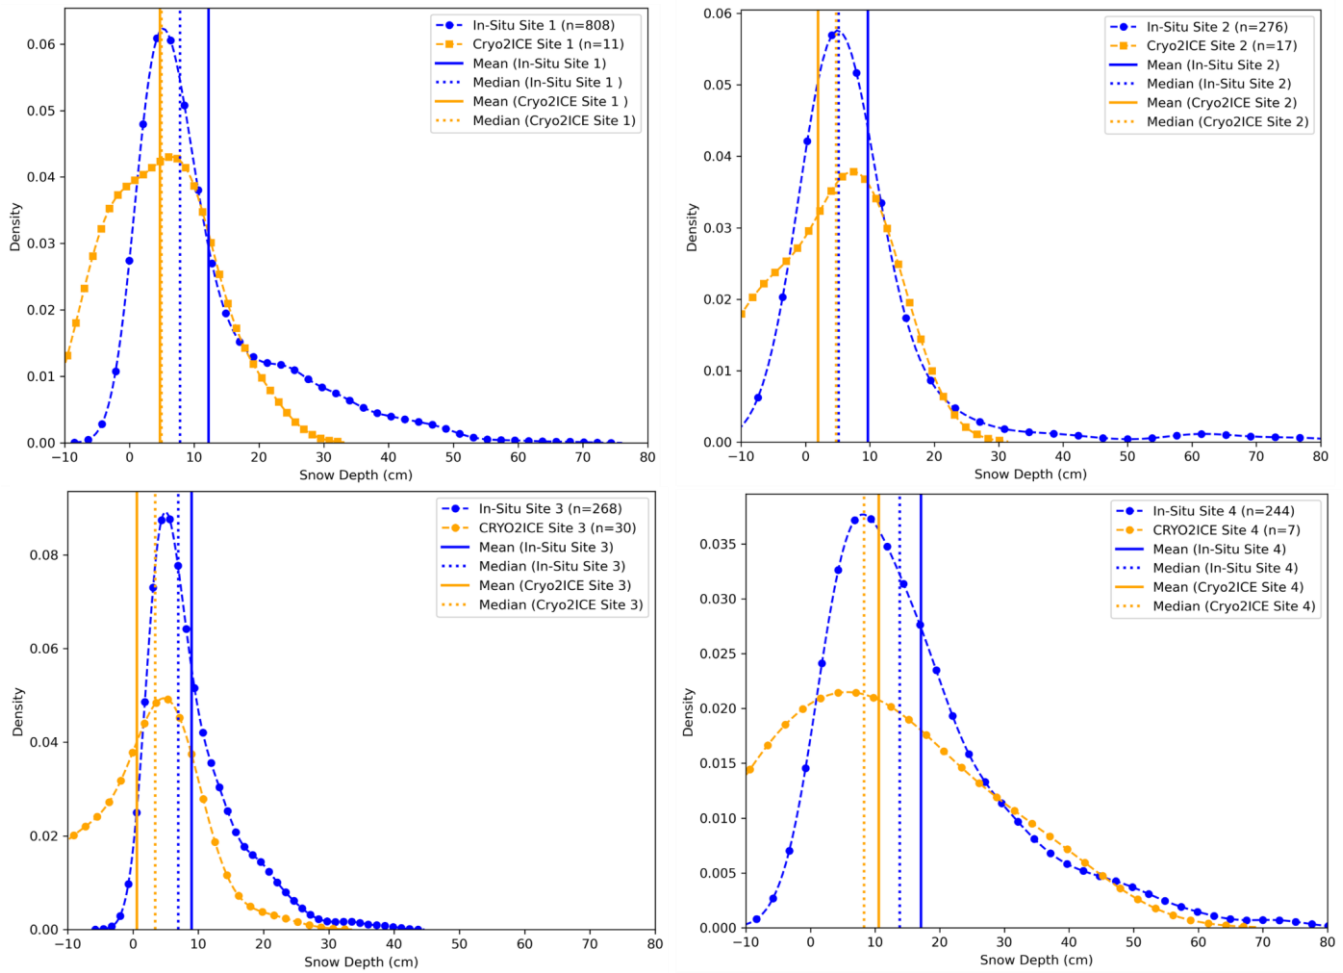 In-Situ Site 1 (n=808)
Cryo2ICE Site 1 (n=11)
Mean (In-Situ Site 1)
Median (In-Situ Site 1 )
Mean (Cryo2ICE Site 1 )
Median (Cryo2ICE Site 1)
0.06
0.05
0.04
0.03
0.02
0.01
0.00
Density
−10 0 10 20 30 40 50 60 70 80
Snow Depth (cm)
In-Situ Site 2 (n=276)
Cryo2ICE Site 2 (n=17)
Mean (In-Situ Site 2)
Median (In-Situ Site 2)
Mean (Cryo2ICE Site 2)
Median (Cryo2ICE Site 2)
0.06
0.05
0.04
0.03
0.02
0.01
0.00
Density
−10 0 10 20 30 40 50 60 70 80
Snow Depth (cm)
In-Situ Site 3 (n=268)
CRYO2ICE Site 3 (n=30)
Mean (In-Situ Site 3)
Median (In-Situ Site 3)
Mean (Cryo2ICE Site 3)
Median (Cryo2ICE Site 3)
0.08
0.06
0.04
0.02
0.00
Density
−10 0 10 20 30 40 50 60 70 80
Snow Depth (cm)
In-Situ Site 4 (n=244)
CRYO2ICE Site 4 (n=7)
Mean (In-Situ Site 4)
Median (In-Situ Site 4)
Mean (Cryo2ICE Site 4)
Median (Cryo2ICE Site 4)
0.035
0.030
0.025
0.020
0.015
0.010
0.005
0.000
Density
−10 0 10 20 30 40 50 60 70 80
Snow Depth (cm)